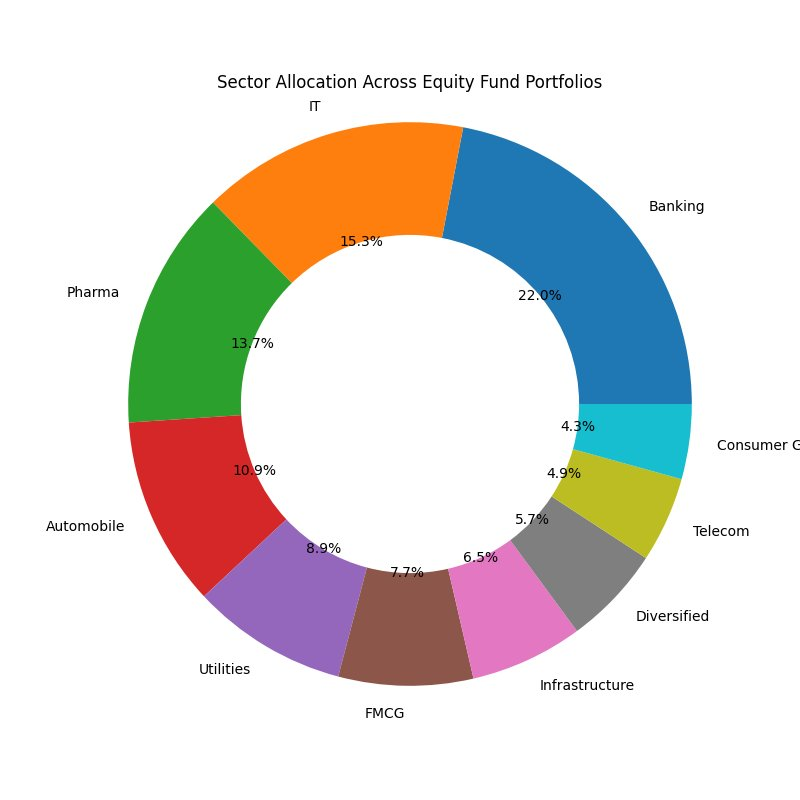 Sector Allocation Across Equity Fund Portfolios
IT
Banking
15.3%
22.0%
Pharma
13.7%
4.3%
Consumer G
10.9%
4.9%
Automobile
5.7%
Telecom
8.9%
6.5%
7.7%
Diversified
Utilities
Infrastructure
FMCG